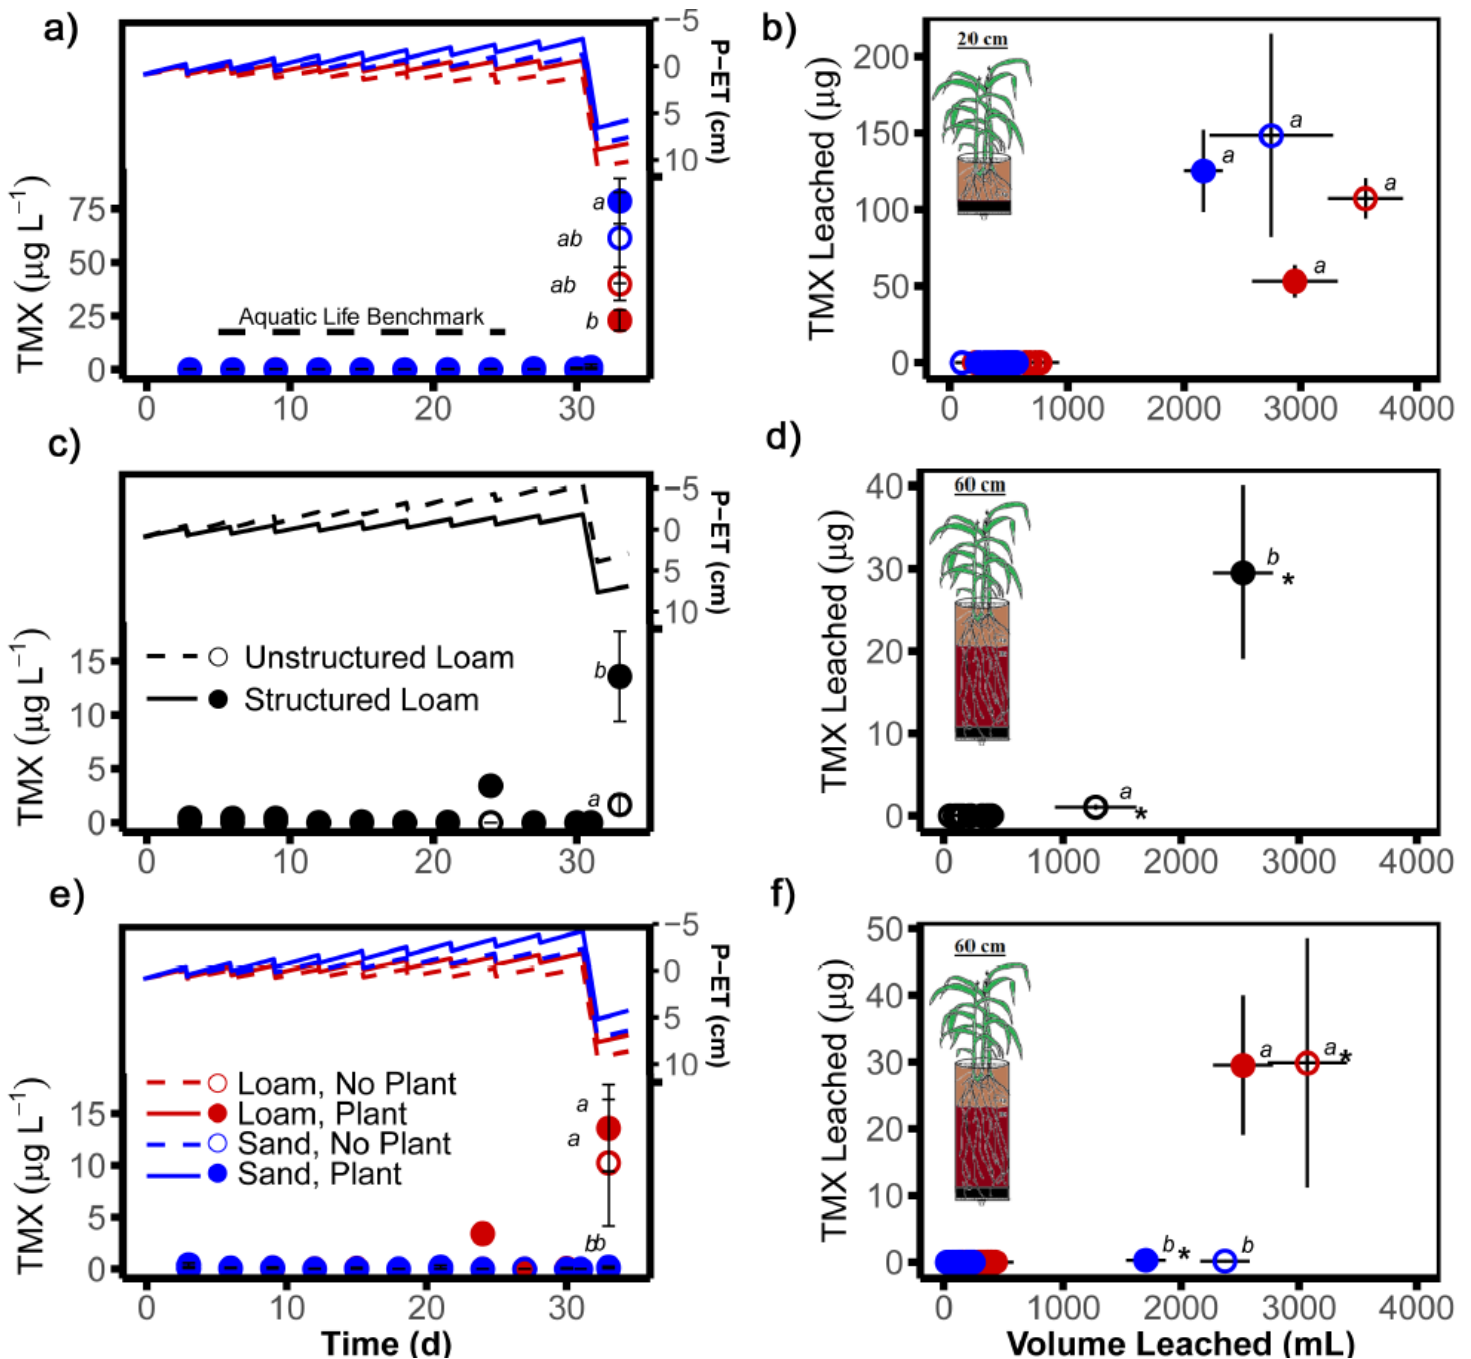 a)
−5
0
5
10
P−ET (cm)
TMX (µg L−1)
75
50
25
0
a
ab
ab
b
Aquatic Life Benchmark
0
10
20
30
b)
20 cm
TMX Leached (µg)
200
150
100
50
0
a
a
a
a
0
1000
2000
3000
4000
c)
−5
0
5
10
P−ET (cm)
TMX (µg L−1)
15
10
5
0
Unstructured Loam
Structured Loam
b
a
0
10
20
30
d)
60 cm
TMX Leached (µg)
40
30
20
10
0
b
*
a
*
0
1000
2000
3000
4000
e)
−5
0
5
10
P−ET (cm)
TMX (µg L−1)
15
10
5
0
Loam, No Plant
Loam, Plant
Sand, No Plant
Sand, Plant
a
a
bb
0
10
20
30
Time (d)
f)
60 cm
TMX Leached (µg)
50
40
30
20
10
0
a
a*
b*
b
0
1000
2000
3000
4000
Volume Leached (mL)